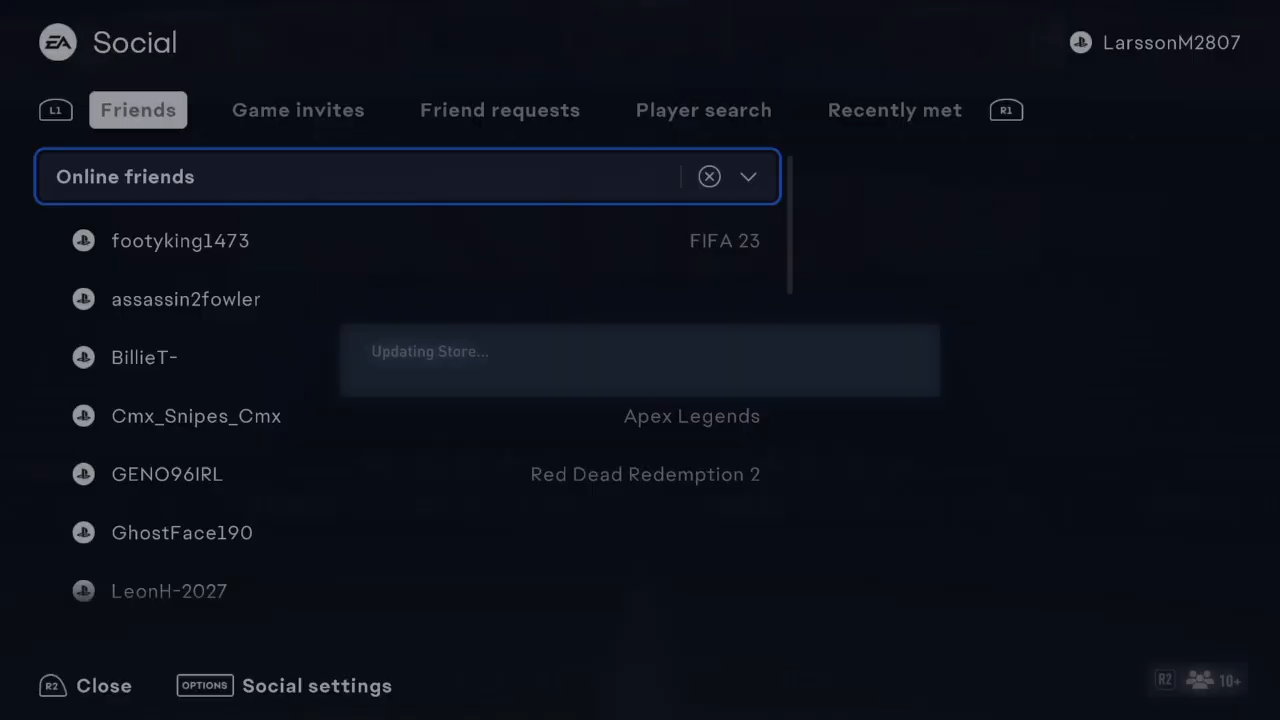 EA Social
LarssonM2807
L1 Friends Game invites Friend requests Player search Recently met R1
Online friends
footyking1473 FIFA 23
assassin2fowler
Updating Store...
BillieT-
Cmx_Snipes_Cmx Apex Legends
GENO96IRL Red Dead Redemption 2
GhostFace190
LeonH-2027
R2 Close OPTIONS Social settings
R2 10+